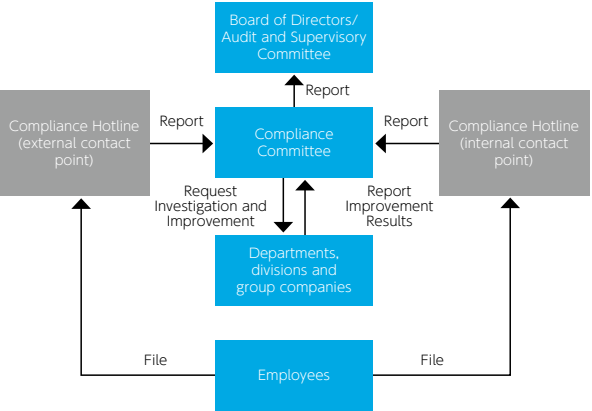 Board of Directors/
Audit and Supervisory
Committee
Report
Compliance Hotline
(external contact
point)
Report
Compliance
Committee
Report
Compliance Hotline
(internal contact
point)
Request
Investigation and
Improvement
Report
Improvement
Results
Departments,
divisions and
group companies
File
Employees
File